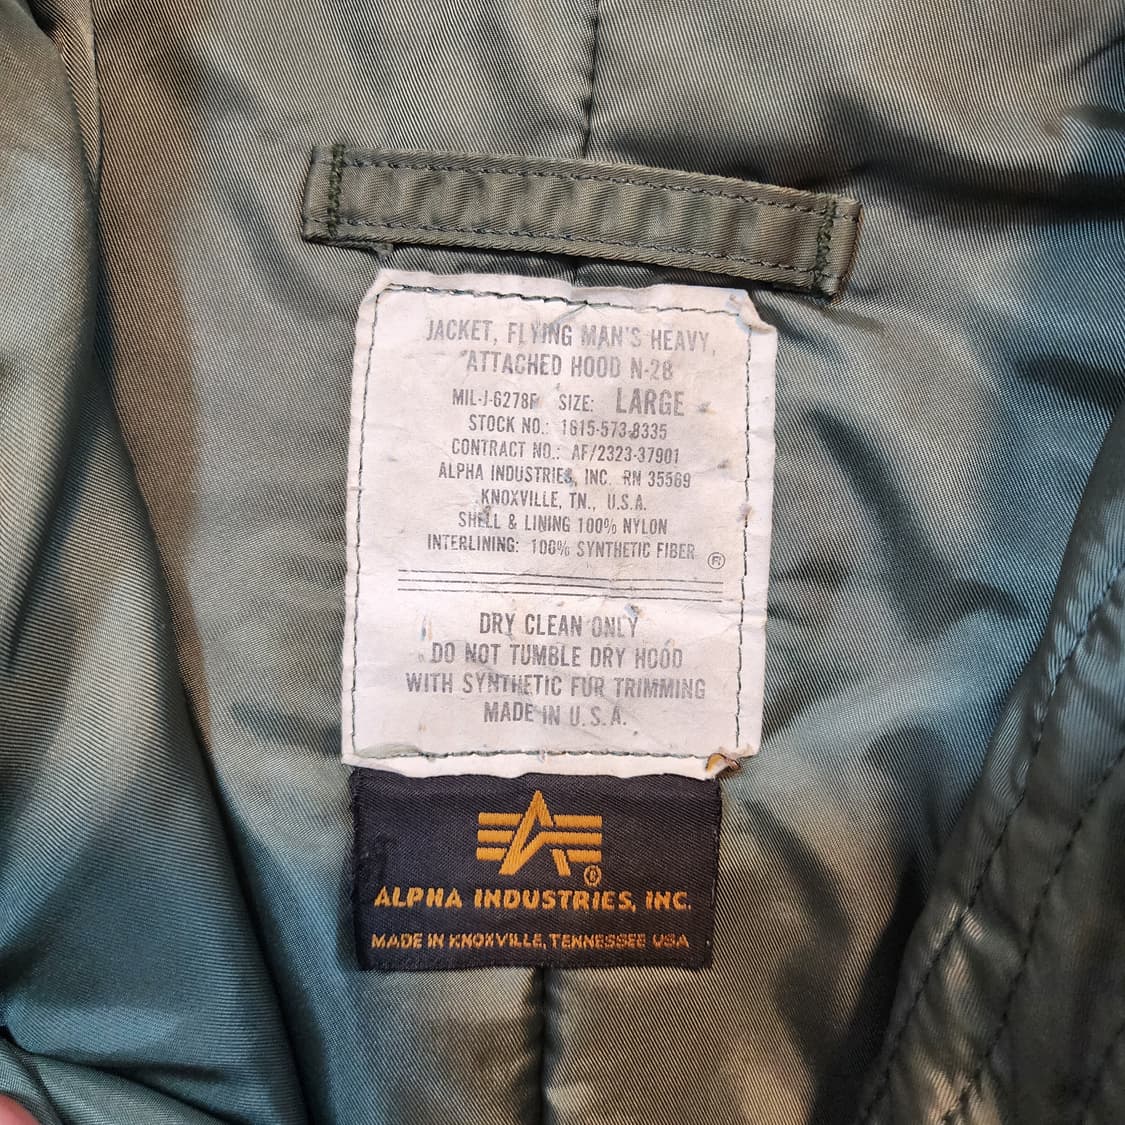 JACKET, FLYING MAN'S HEAVY,
ATTACHED HOOD N-2B
MIL-J-6278F SIZE: LARGE
STOCK NO.: 1615-573-8335
CONTRACT NO.: AF/2323-37901
ALPHA INDUSTRIES, INC. RN 35569
KNOXVILLE, TN., U.S.A.
SHELL & LINING 100% NYLON
INTERLINING: 100% SYNTHETIC FIBER ®
DRY CLEAN ONLY
DO NOT TUMBLE DRY HOOD
WITH SYNTHETIC FUR TRIMMING
MADE IN U.S.A.
®
ALPHA INDUSTRIES, INC.
MADE IN KNOXVILLE, TENNESSEE USA